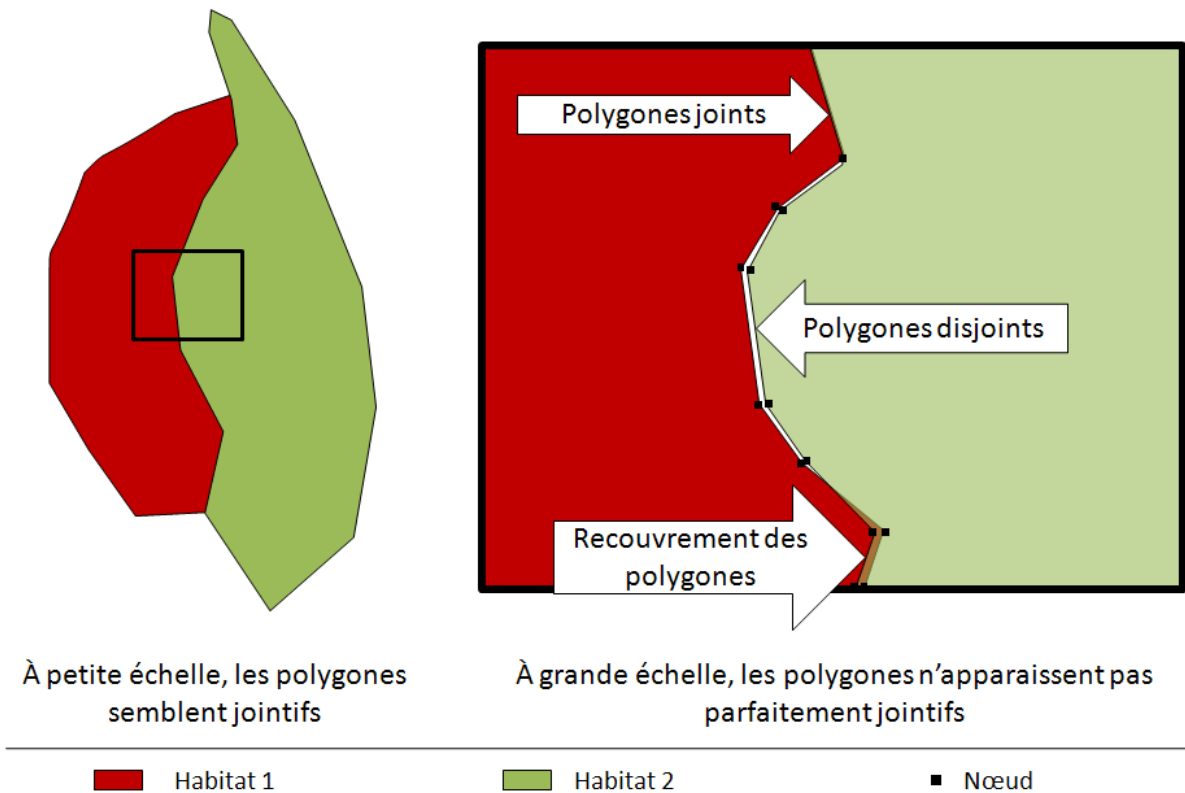 Polygones joints
Polygones disjoints
Recouvrement des
polygones
À petite échelle, les polygones
semblent jointifs
À grande échelle, les polygones n’apparaissent pas
parfaitement jointifs
Habitat 1
Habitat 2
Nœud